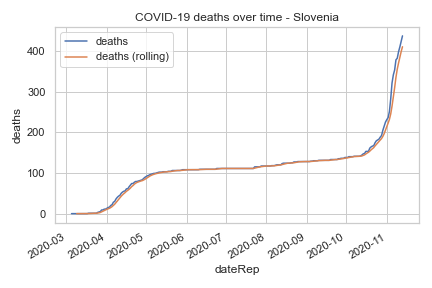 COVID-19 deaths over time - Slovenia
deaths
deaths (rolling)
400
300
200
100
0
deaths
2020-03
2020-04
2020-05
2020-06
2020-07
2020-08
2020-09
2020-10
2020-11
dateRep